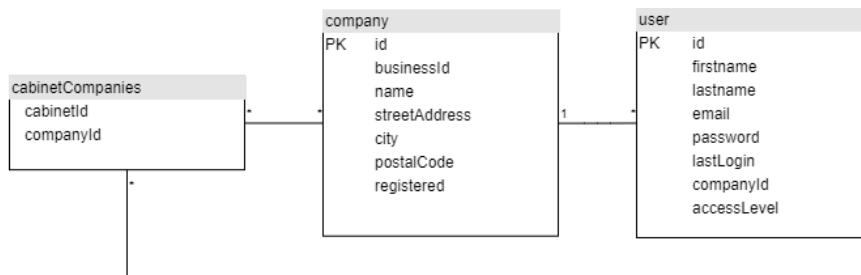 cabinetCompanies
cabinetId
companyId
*
*
*
company
PK id
businessId
name
streetAddress
city
postalCode
registered
1
*
user
PK id
firstname
lastname
email
password
lastLogin
companyId
accessLevel